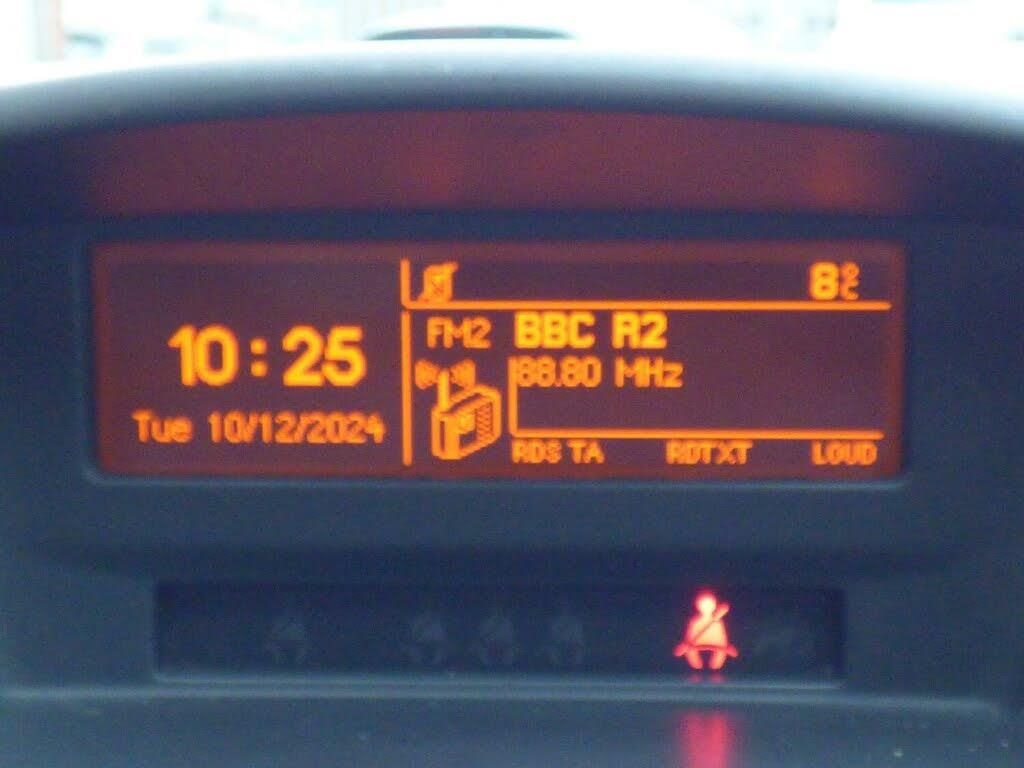 10:25
Tue 10/12/2024
8°C
FM2 BBC R2
88.80 MHz
RDS TA RDTXT LOUD